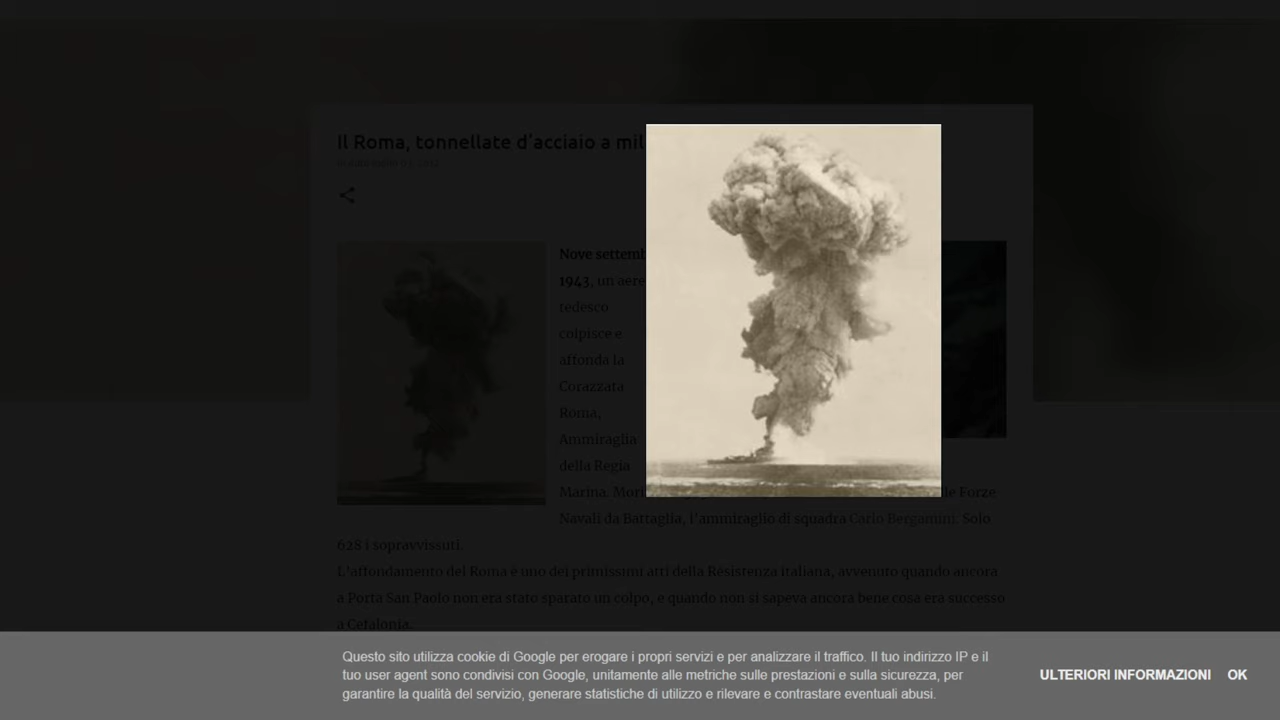 Il Roma, tonnellate d'acciaio a mil
Nove settemb
1943, un aere
tedesco
colpisce e
affonda la
Corazzata
Roma,
Ammiraglia
della Regia
Marina. Mori le Forze
Navali da Battaglia, l'ammiraglio di squadra Carlo Bergamini. Solo
628 i sopravvissuti.
L'affondamento del Roma è uno dei primissimi atti della Resistenza italiana, avvenuto quando ancora
a Porta San Paolo non era stato sparato un colpo, e quando non si sapeva ancora bene cosa era successo
a Cefalonia.
Questo sito utilizza cookie di Google per erogare i propri servizi e per analizzare il traffico. Il tuo indirizzo IP e il
tuo user agent sono condivisi con Google, unitamente alle metriche sulle prestazioni e sulla sicurezza, per
garantire la qualità del servizio, generare statistiche di utilizzo e rilevare e contrastare eventuali abusi.
ULTERIORI INFORMAZIONI OK